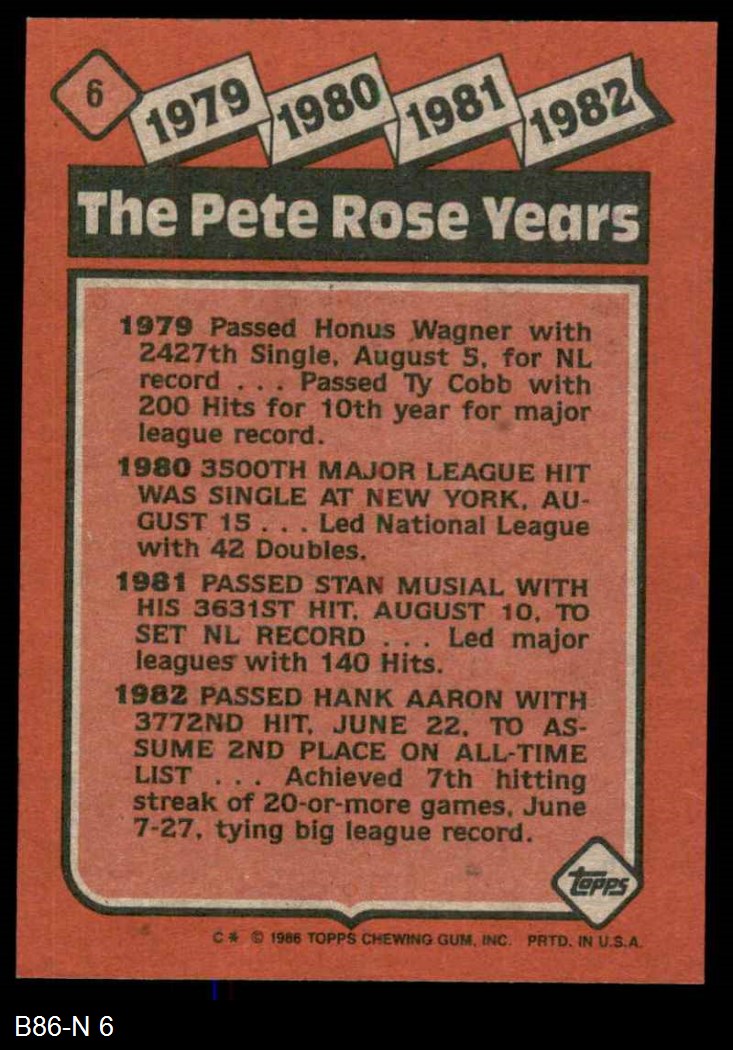 6
1979 1980 1981 1982
The Pete Rose Years
1979 Passed Honus Wagner with
2427th Single, August 5, for NL
record . . . Passed Ty Cobb with
200 Hits for 10th year for major
league record.
1980 3500TH MAJOR LEAGUE HIT
WAS SINGLE AT NEW YORK, AU-
GUST 15 . . . Led National League
with 42 Doubles.
1981 PASSED STAN MUSIAL WITH
HIS 3631ST HIT, AUGUST 10, TO
SET NL RECORD . . . Led major
leagues with 140 Hits.
1982 PASSED HANK AARON WITH
3772ND HIT, JUNE 22, TO AS-
SUME 2ND PLACE ON ALL-TIME
LIST . . . Achieved 7th hitting
streak of 20-or-more games, June
7-27, tying big league record.
topps
C * © 1986 TOPPS CHEWING GUM, INC. PRTD. IN U.S.A.
B86-N 6